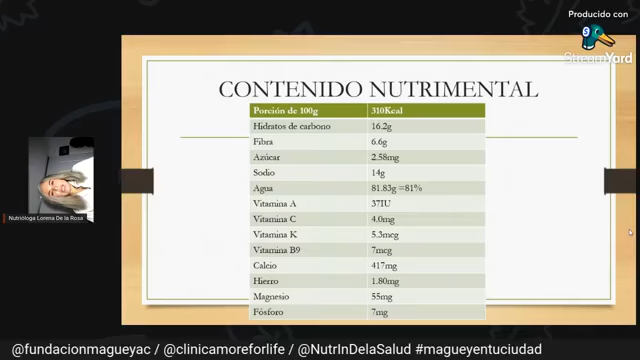 Producido con
StreamYard
CONTENIDO NUTRIMENTAL
Porción de 100g 310Kcal
Hidratos de carbono 16.2g
Fibra 6.6g
Azúcar 2.58mg
Sodio 14g
Agua 81.83g =81%
Vitamina A 37IU
Vitamina C 4.0mg
Vitamina K 5.3mcg
Vitamina B9 7mcg
Calcio 417mg
Hierro 1.80mg
Magnesio 55mg
Fósforo 7mg
Nutrióloga Lorena De la Rosa
@fundacionmagueyac / @clinicamoreforlife / @NutrInDelaSalud #magueyentuciudad